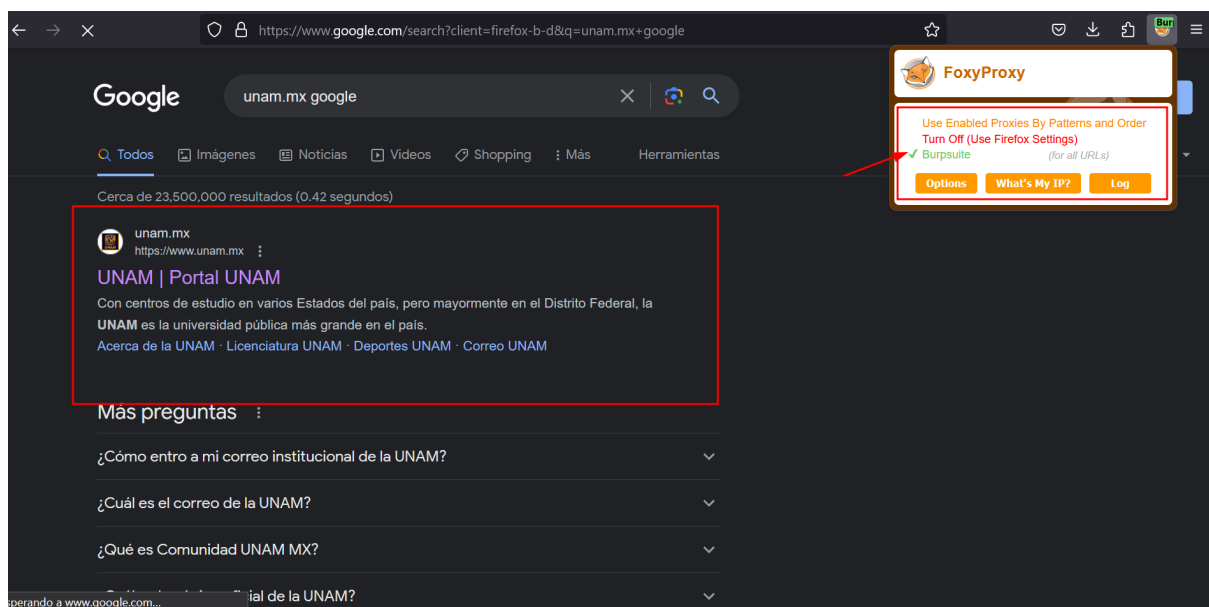 https://www.google.com/search?client=firefox-b-d&q=unam.mx+google
Bur
FoxyProxy
Use Enabled Proxies By Patterns and Order
Turn Off (Use Firefox Settings)
Burpsuite (for all URLs)
Options What's My IP? Log
Google
unam.mx google
Todos Imágenes Noticias Videos Shopping Más Herramientas
Cerca de 23,500,000 resultados (0.42 segundos)
unam.mx
https://www.unam.mx
UNAM | Portal UNAM
Con centros de estudio en varios Estados del país, pero mayormente en el Distrito Federal, la
UNAM es la universidad pública más grande en el país.
Acerca de la UNAM · Licenciatura UNAM · Deportes UNAM · Correo UNAM
Más preguntas
¿Cómo entro a mi correo institucional de la UNAM?
¿Cuál es el correo de la UNAM?
¿Qué es Comunidad UNAM MX?
de la UNAM?
sperando a www.google.com...